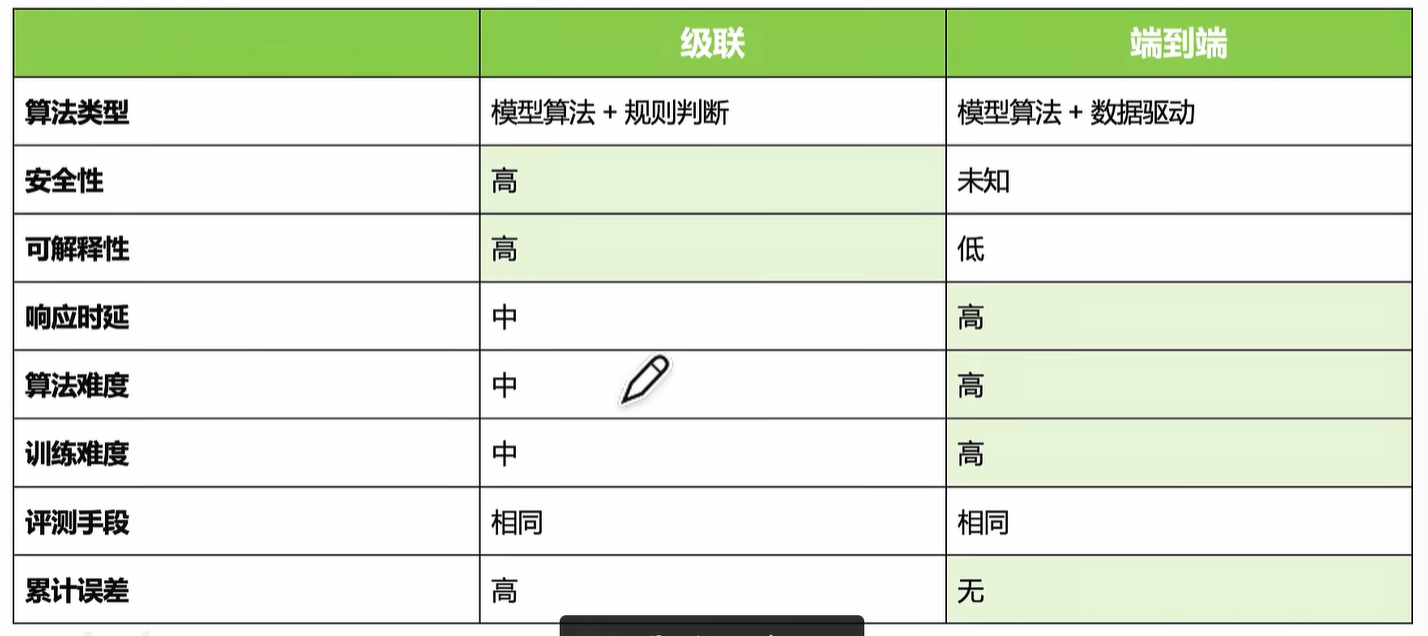 级联 端到端
算法类型 模型算法 + 规则判断 模型算法 + 数据驱动
安全性 高 未知
可解释性 高 低
响应时延 中 高
算法难度 中 高
训练难度 中 高
评测手段 相同 相同
累计误差 高 无